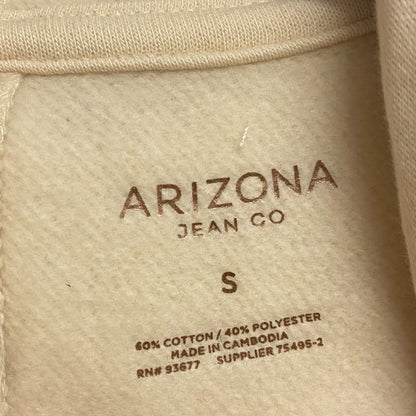 ARIZONA
JEAN CO
S
60% COTTON / 40% POLYESTER
MADE IN CAMBODIA
RN# 93677 SUPPLIER 75495-2